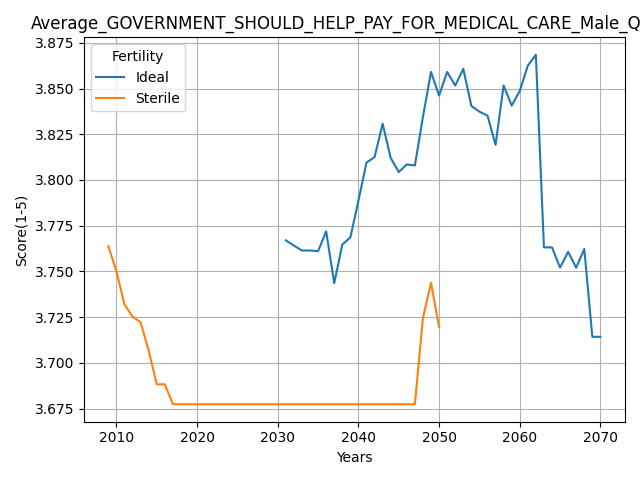 Average_GOVERNMENT_SHOULD_HELP_PAY_FOR_MEDICAL_CARE_Male_Q
3.875
3.850
3.825
3.800
3.775
3.750
3.725
3.700
3.675
Score(1-5)
Fertility
Ideal
Sterile
2010 2020 2030 2040 2050 2060 2070
Years